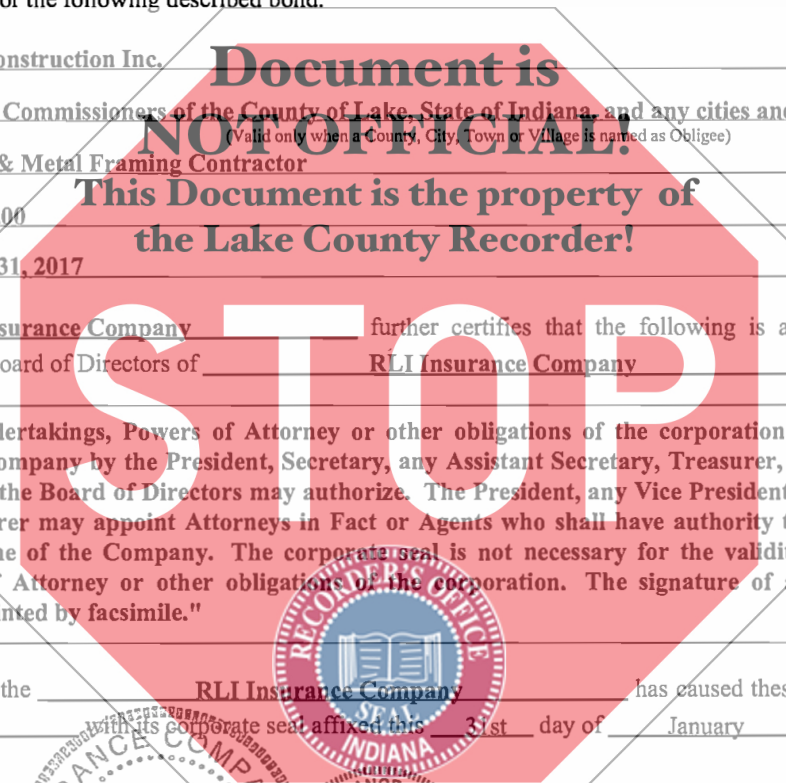 or the following described bond.
onstruction Inc.
Document is
Commissioners of the County of Lake, State of Indiana, and any cities and
NOT OFFICIAL!
(Valid only when a County, City, Town or Village is named as Obligee)
& Metal Framing Contractor
This Document is the property of
00
the Lake County Recorder!
31, 2017
surance Company further certifies that the following is a
oard of Directors of RLI Insurance Company
STOP
dertakings, Powers of Attorney or other obligations of the corporation
ompany by the President, Secretary, any Assistant Secretary, Treasurer,
the Board of Directors may authorize. The President, any Vice President
rer may appoint Attorneys in Fact or Agents who shall have authority t
e of the Company. The corporate seal is not necessary for the validi
Attorney or other obligations of the corporation. The signature of a
nted by facsimile."
RECORDER'S OFFICE
SEAL
INDIANA
the RLI Insurance Company has caused thes
with its corporate seal affixed this 31st day of January
ANCE COMPA